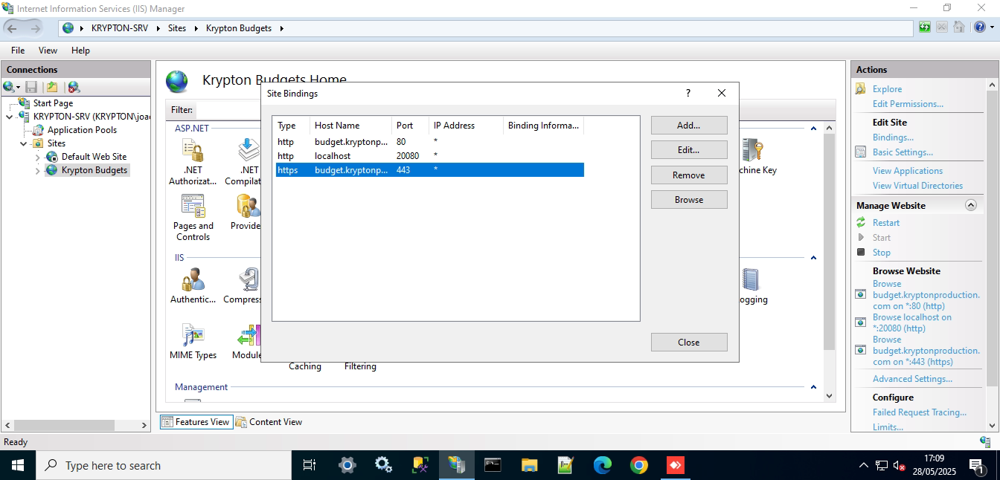 Internet Information Services (IIS) Manager
KRYPTON-SRV
Sites
Krypton Budgets
File
View
Help
Connections
Start Page
KRYPTON-SRV (KRYPTON\joa
Application Pools
Sites
Default Web Site
Krypton Budgets
Krypton Budgets Home
Filter:
ASP.NET
.NET
Authorizat...
.NET
Compilat
Pages and
Controls
Provide
chine Key
IIS
Authentic...
Compress
ogging
MIME Types
Module
Caching
Filtering
Management
Features View
Content View
Site Bindings
?
Type
Host Name
Port
IP Address
Binding Informa...
http
budget.kryptonp...
80
*
http
localhost
20080
*
https
budget.kryptonp...
443
*
Add...
Edit...
Remove
Browse
Close
Actions
Explore
Edit Permissions...
Edit Site
Bindings...
Basic Settings...
View Applications
View Virtual Directories
Manage Website
Restart
Start
Stop
Browse Website
Browse
budget.kryptonproduction.
com on *:80 (http)
Browse localhost on
*:20080 (http)
Browse
budget.kryptonproduction.
com on *:443 (https)
Advanced Settings...
Configure
Failed Request Tracing...
Limits...
Ready
Type here to search
17:09
28/05/2025
1